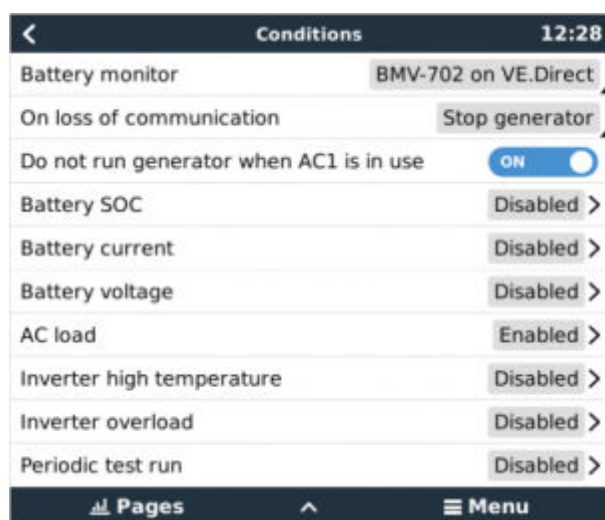 Conditions 12:28
Battery monitor BMV-702 on VE.Direct
On loss of communication Stop generator
Do not run generator when AC1 is in use ON
Battery SOC Disabled
Battery current Disabled
Battery voltage Disabled
AC load Enabled
Inverter high temperature Disabled
Inverter overload Disabled
Periodic test run Disabled
Pages Menu